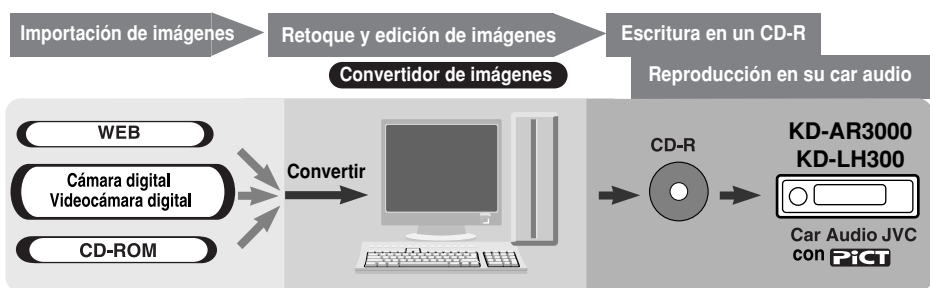 Importación de imágenes
Retoque y edición de imágenes
Escritura en un CD-R
Convertidor de imágenes
Reproducción en su car audio
WEB
Cámara digital
Videocámara digital
CD-ROM
Convertir
CD-R
KD-AR3000
KD-LH300
Car Audio JVC
con PiCT